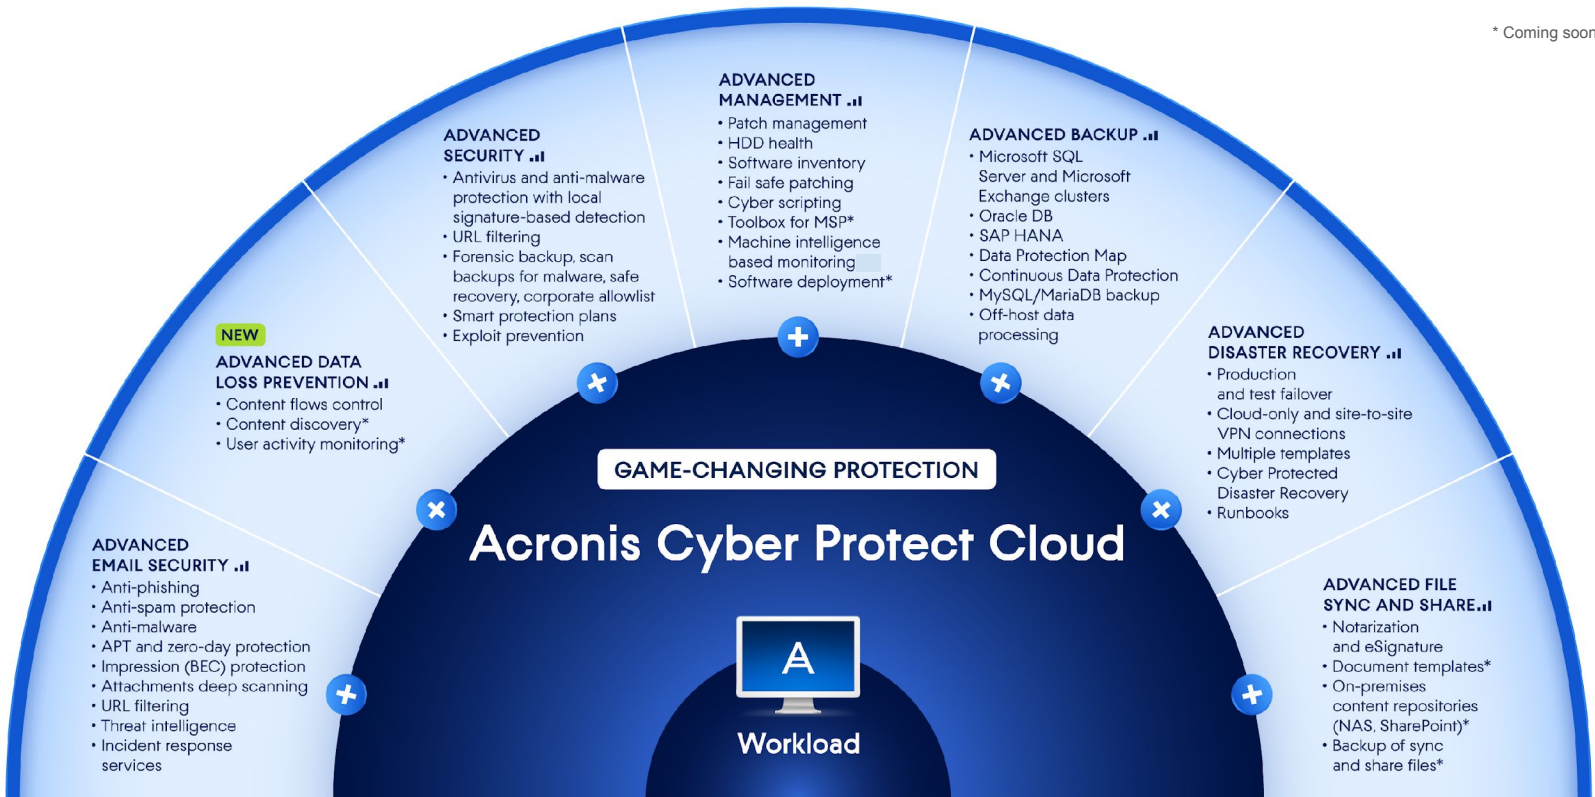 * Coming soon
ADVANCED
MANAGEMENT
• Patch management
• HDD health
• Software inventory
• Fail safe patching
• Cyber scripting
• Toolbox for MSP*
• Machine intelligence
based monitoring
• Software deployment*
ADVANCED
SECURITY
• Antivirus and anti-malware
protection with local
signature-based detection
• URL filtering
• Forensic backup, scan
backups for malware, safe
recovery, corporate allowlist
• Smart protection plans
• Exploit prevention
ADVANCED BACKUP
• Microsoft SQL
Server and Microsoft
Exchange clusters
• Oracle DB
• SAP HANA
• Data Protection Map
• Continuous Data Protection
• MySQL/MariaDB backup
• Off-host data
processing
NEW
ADVANCED DATA
LOSS PREVENTION
• Content flows control
• Content discovery*
• User activity monitoring*
ADVANCED
DISASTER RECOVERY
• Production
and test failover
• Cloud-only and site-to-site
VPN connections
• Multiple templates
• Cyber Protected
Disaster Recovery
• Runbooks
GAME-CHANGING PROTECTION
Acronis Cyber Protect Cloud
ADVANCED
EMAIL SECURITY
• Anti-phishing
• Anti-spam protection
• Anti-malware
• APT and zero-day protection
• Impression (BEC) protection
• Attachments deep scanning
• URL filtering
• Threat intelligence
• Incident response
services
ADVANCED FILE
SYNC AND SHARE
• Notarization
and eSignature
• Document templates*
• On-premises
content repositories
(NAS, SharePoint)*
• Backup of sync
and share files*
A
Workload